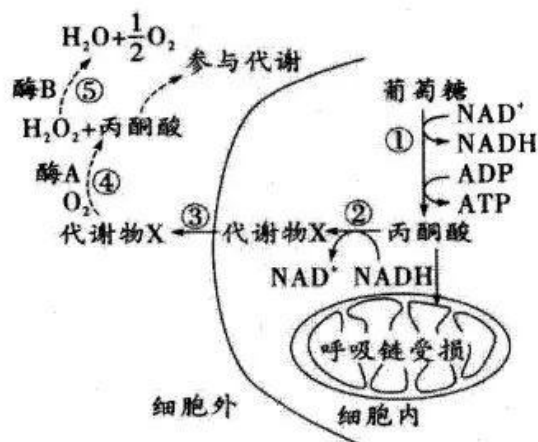 H₂O+1/2 O₂
酶B ⑤
参与代谢
H₂O₂+丙酮酸
酶A ④
O₂
代谢物X
③
代谢物X
②
丙酮酸
NAD⁺ NADH
葡萄糖
①
NAD⁺
NADH
ADP
ATP
呼吸链受损
细胞外
细胞内